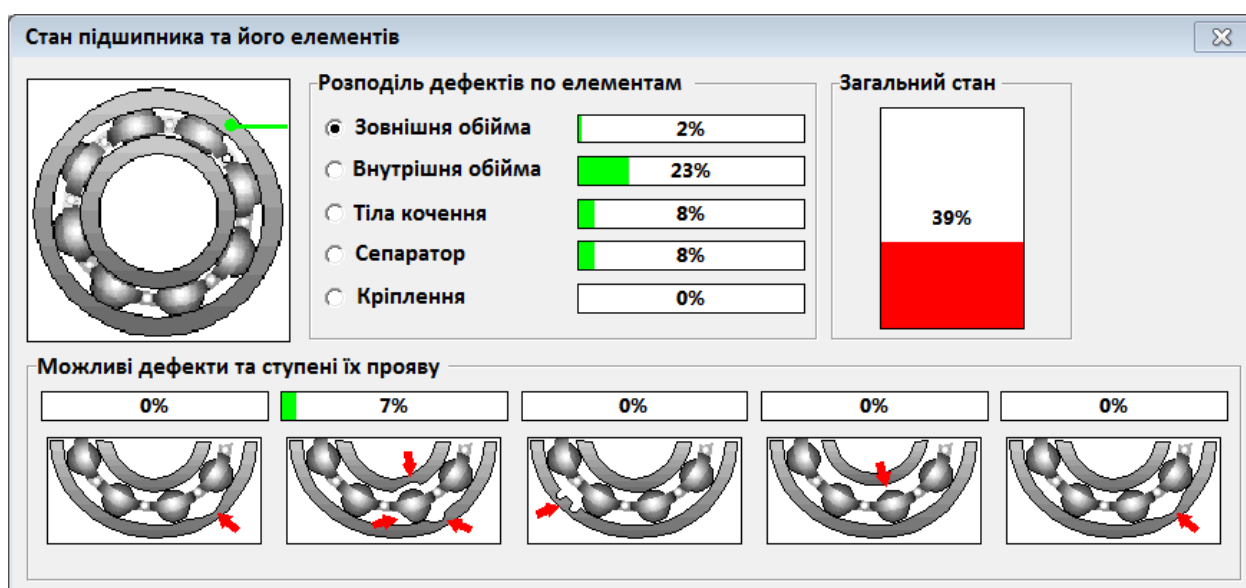 Стан підшипника та його елементів
Розподіль дефектів по елементам
Зовнішня обійма 2%
Внутрішня обійма 23%
Тіла кочення 8%
Сепаратор 8%
Кріплення 0%
Загальний стан
39%
Можливі дефекти та ступені їх прояву
0% 7% 0% 0% 0%